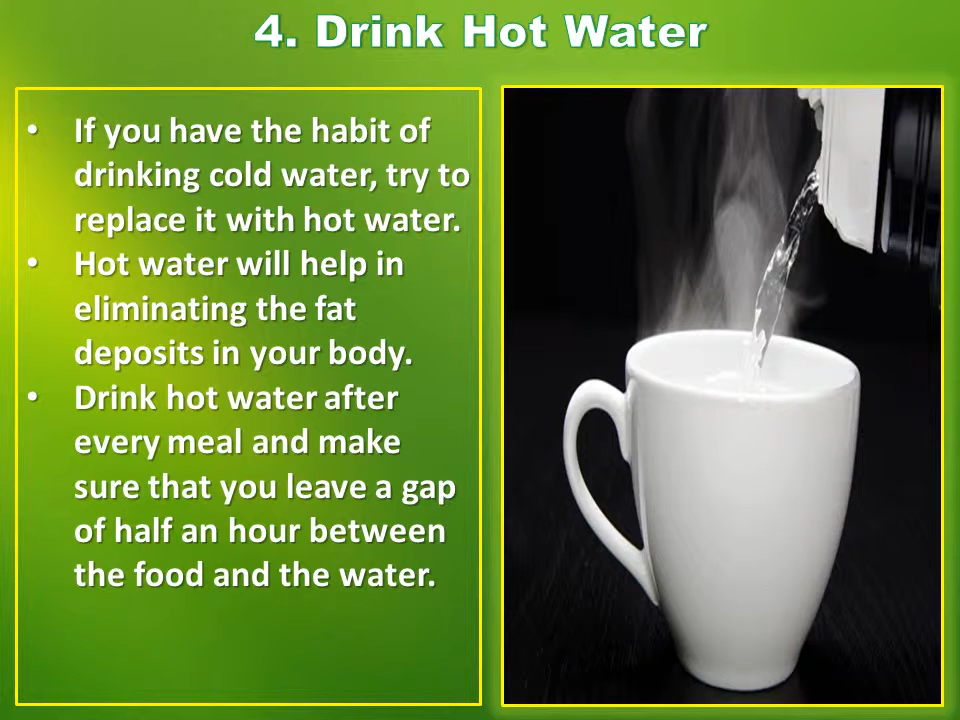 4. Drink Hot Water
• If you have the habit of
drinking cold water, try to
replace it with hot water.
• Hot water will help in
eliminating the fat
deposits in your body.
• Drink hot water after
every meal and make
sure that you leave a gap
of half an hour between
the food and the water.